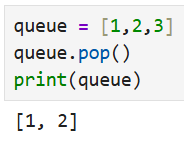 queue = [1,2,3]
queue.pop()
print(queue)
[1, 2]